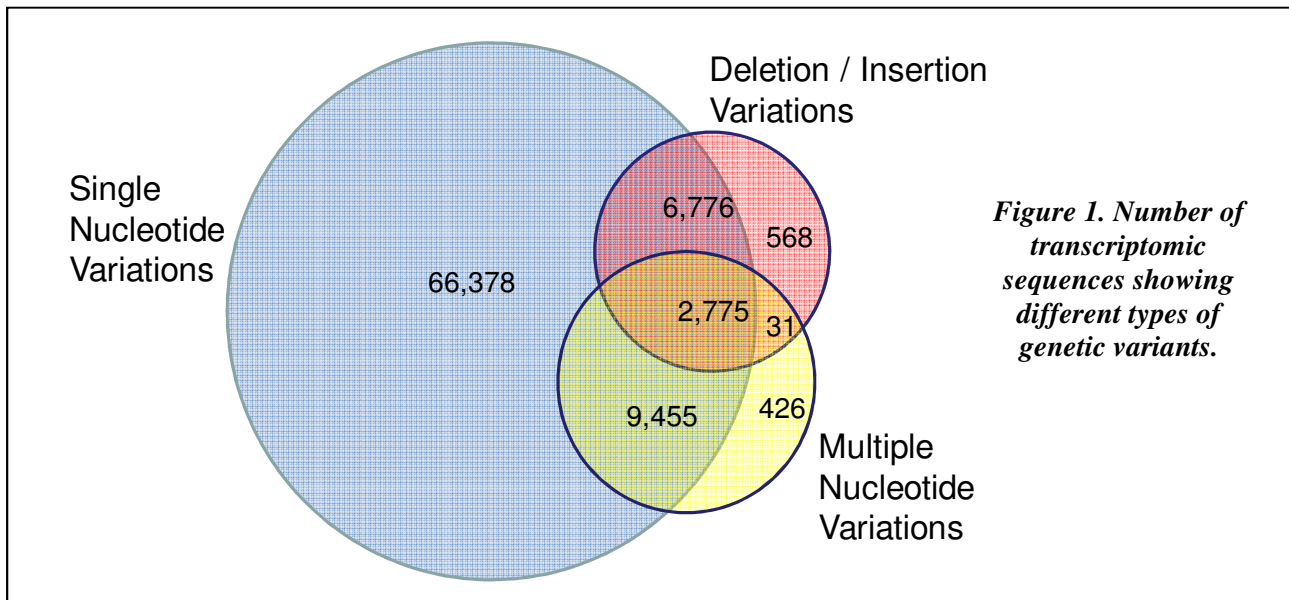 Deletion / Insertion
Variations
Single
Nucleotide
Variations
6,776
568
66,378
2,775
31
9,455
426
Multiple
Nucleotide
Variations
Figure 1. Number of
transcriptomic
sequences showing
different types of
genetic variants.